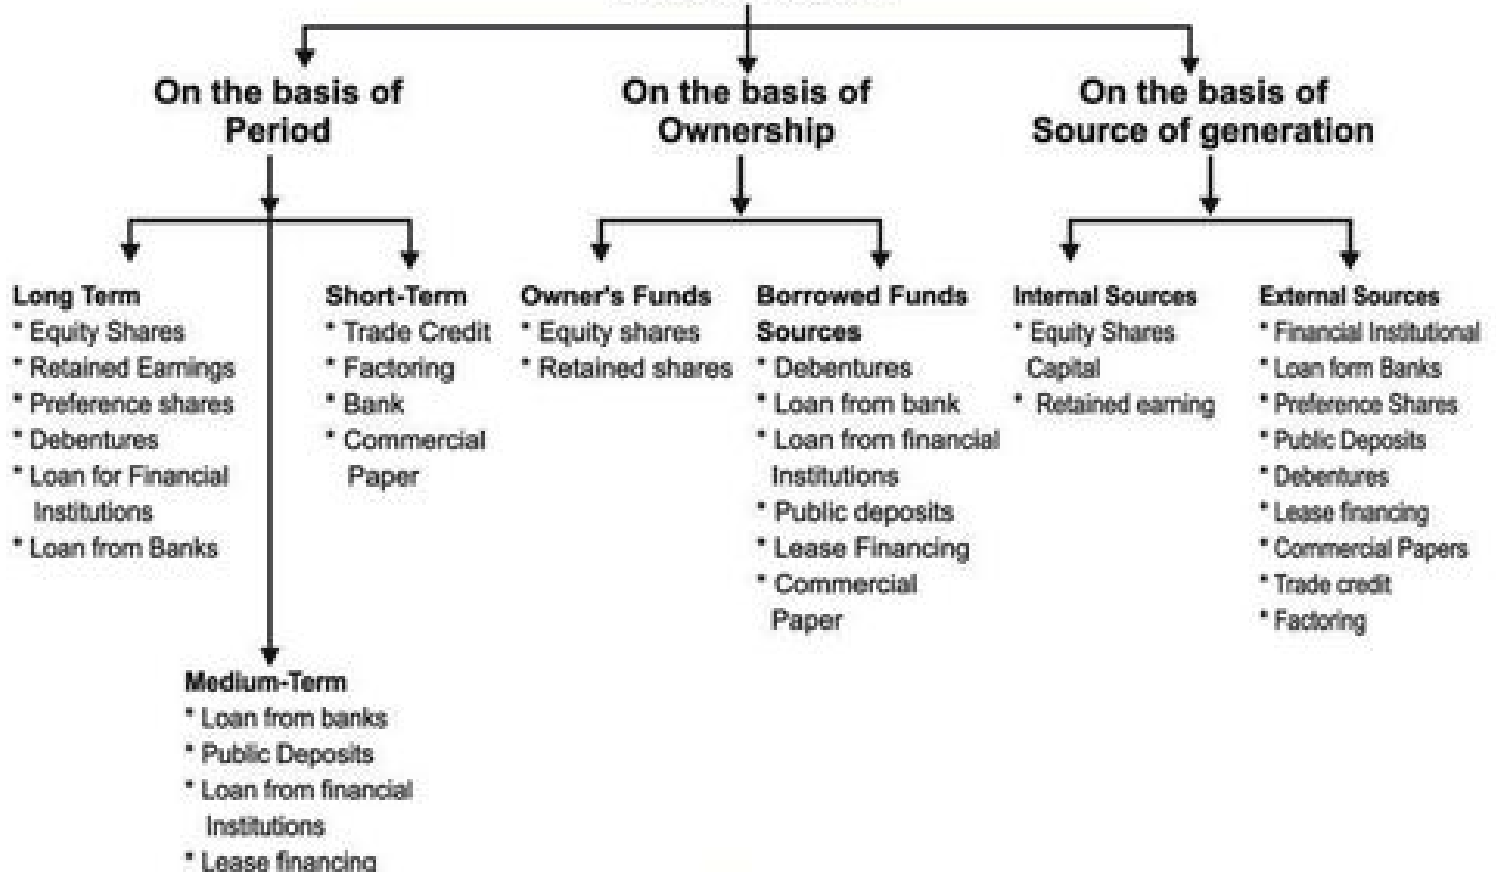 On the basis of
Period
On the basis of
Ownership
On the basis of
Source of generation
Long Term
* Equity Shares
* Retained Earnings
* Preference shares
* Debentures
* Loan for Financial
Institutions
* Loan from Banks
Short-Term
* Trade Credit
* Factoring
* Bank
* Commercial
Paper
Medium-Term
* Loan from banks
* Public Deposits
* Loan from financial
Institutions
* Lease financing
Owner's Funds
* Equity shares
* Retained shares
Borrowed Funds
Sources
* Debentures
* Loan from bank
* Loan from financial
Institutions
* Public deposits
* Lease Financing
* Commercial
Paper
Internal Sources
* Equity Shares
Capital
* Retained earning
External Sources
* Financial Institutional
* Loan form Banks
* Preference Shares
* Public Deposits
* Debentures
* Lease financing
* Commercial Papers
* Trade credit
* Factoring